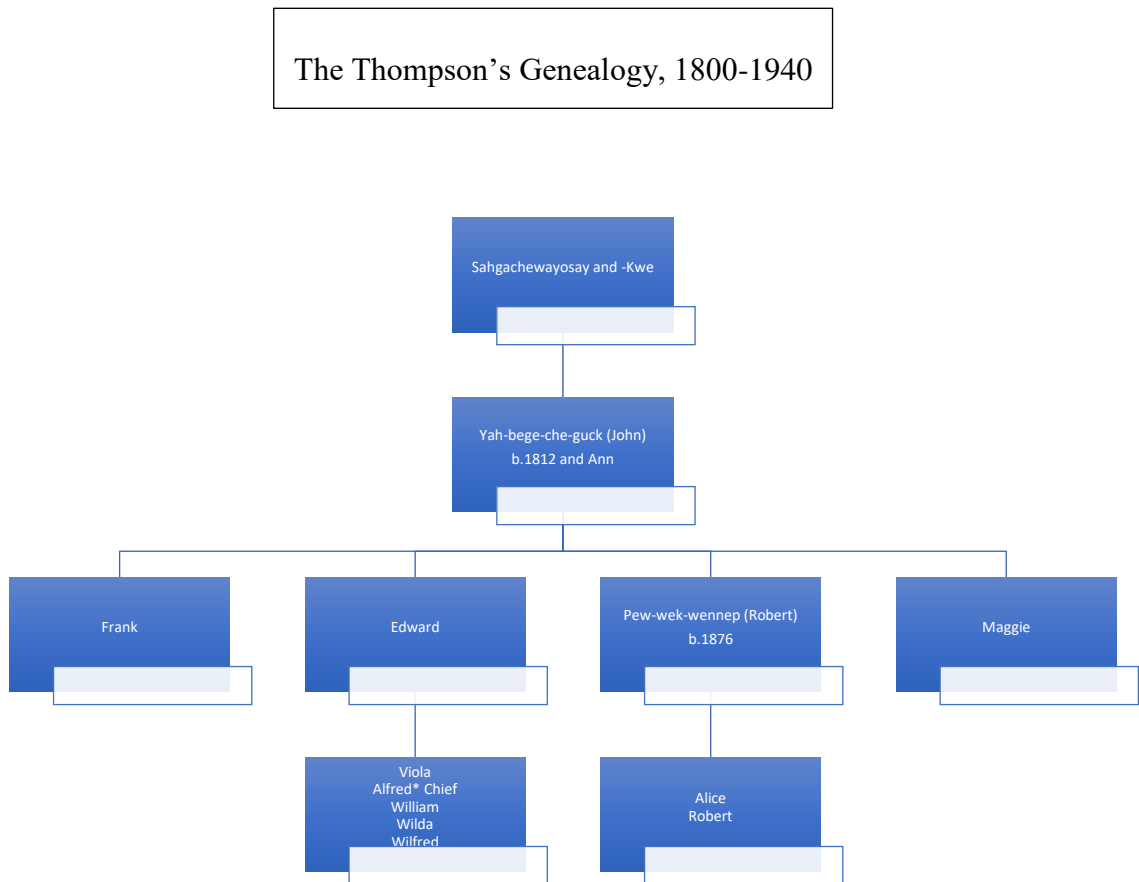 The Thompson's Genealogy, 1800-1940
Sahgachewayosay and -Kwe
Yah-bege-che-guck (John)
b.1812 and Ann
Frank
Edward
Pew-wek-wennep (Robert)
b.1876
Maggie
Viola
Alfred* Chief
William
Wilda
Wilfred
Alice
Robert